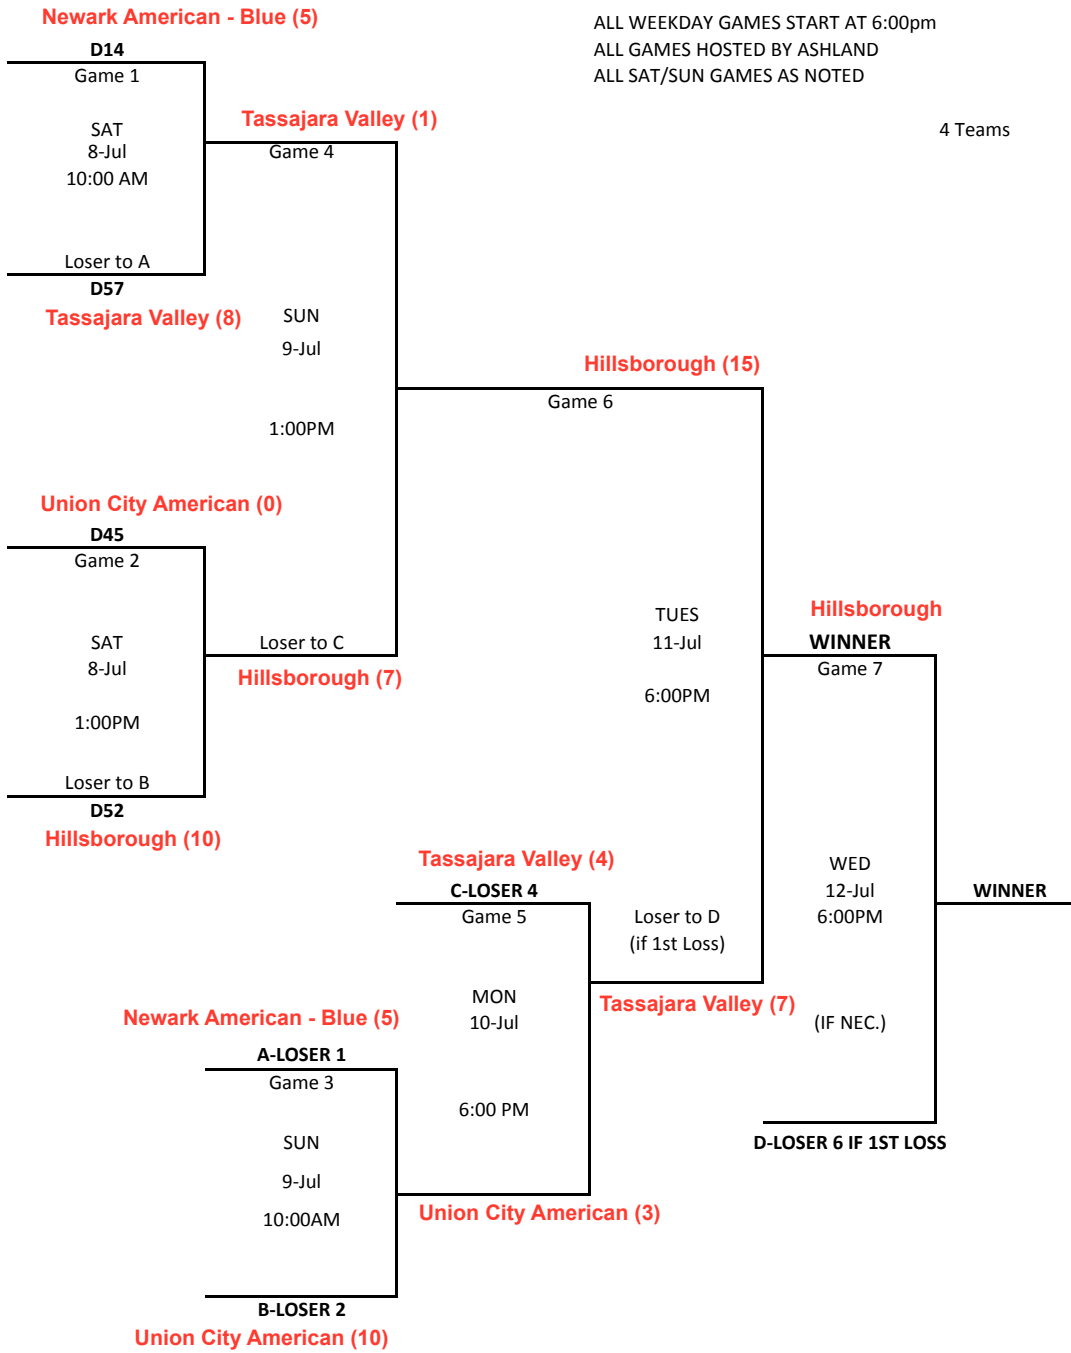 Newark American - Blue (5)
ALL WEEKDAY GAMES START AT 6:00pm
D14
ALL GAMES HOSTED BY ASHLAND
Game 1
ALL SAT/SUN GAMES AS NOTED
Tassajara Valley (1)
SAT
4 Teams
8-Jul
Game 4
10:00 AM
Loser to A
D57
Tassajara Valley (8)
SUN
9-Jul
Hillsborough (15)
Game 6
1:00PM
Union City American (0)
D45
Game 2
Hillsborough
TUES
SAT
Loser to C
11-Jul
WINNER
8-Jul
Game 7
Hillsborough (7)
6:00PM
1:00PM
Loser to B
D52
Hillsborough (10)
Tassajara Valley (4)
WED
C-LOSER 4
12-Jul
WINNER
Game 5
Loser to D
6:00PM
(if 1st Loss)
MON
Tassajara Valley (7)
Newark American - Blue (5)
10-Jul
(IF NEC.)
A-LOSER 1
Game 3
6:00 PM
SUN
D-LOSER 6 IF 1ST LOSS
9-Jul
10:00AM
Union City American (3)
B-LOSER 2
Union City American (10)